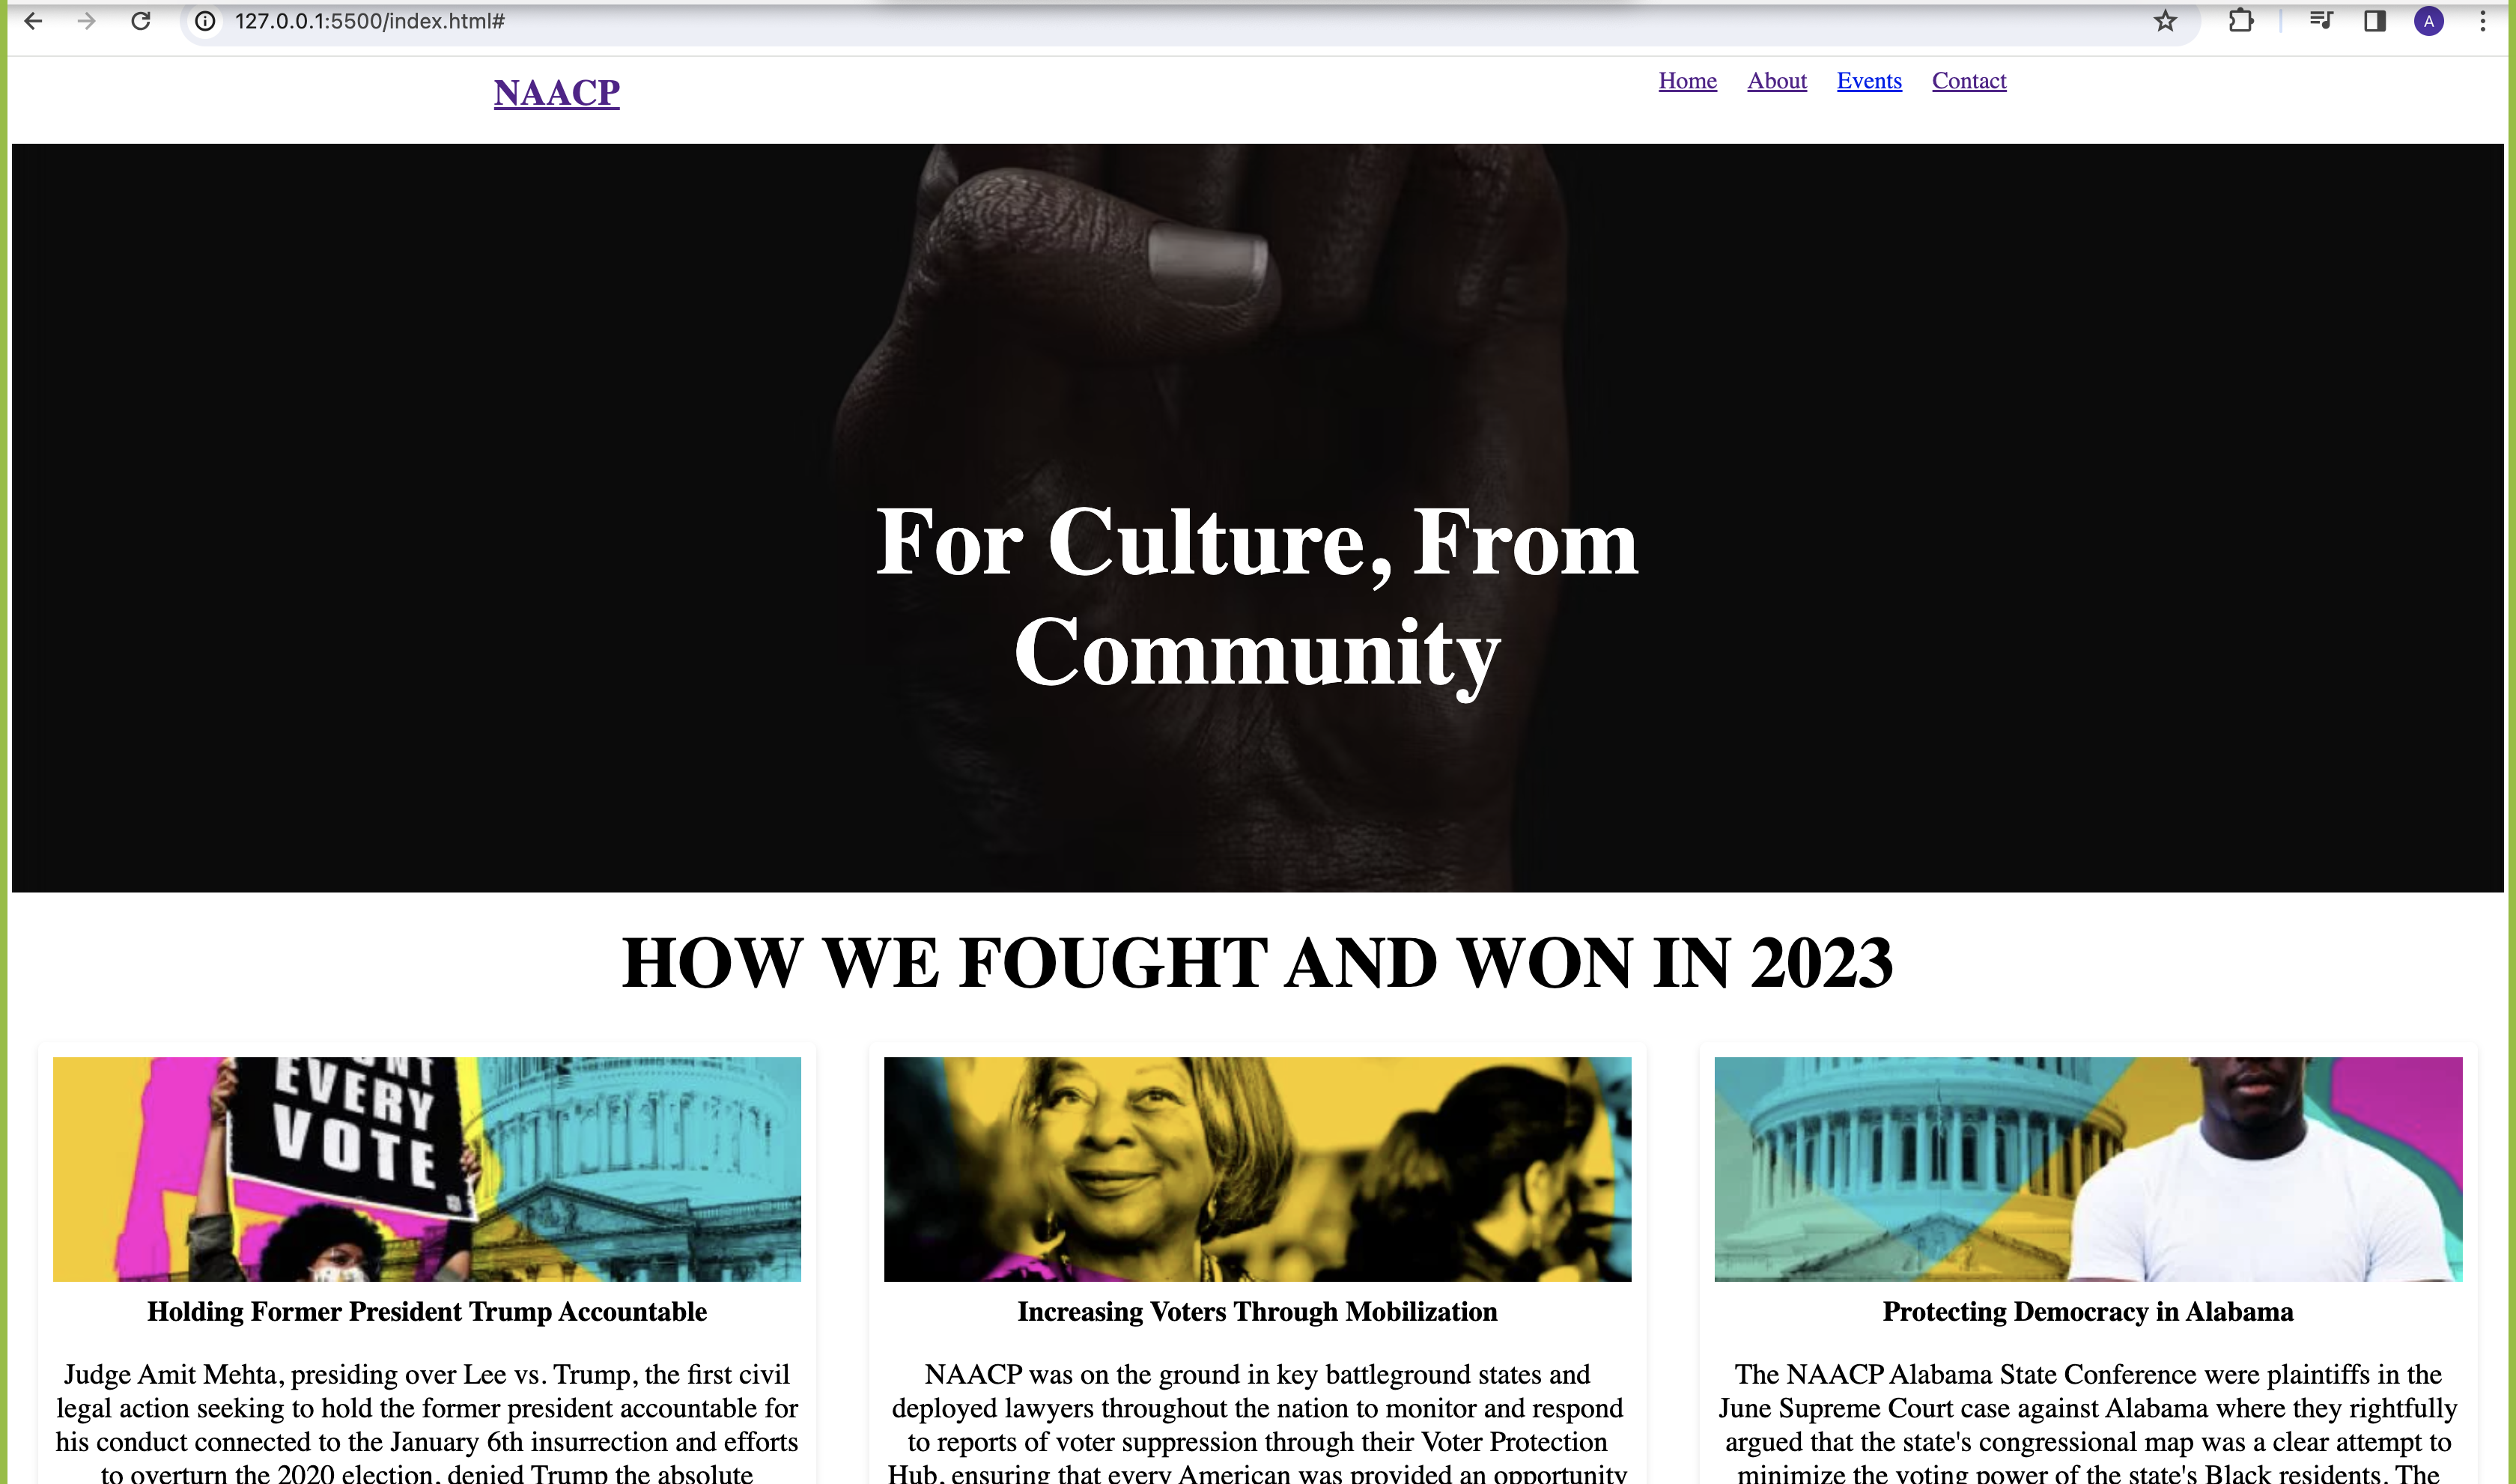 127.0.0.1:5500/index.html#
A
NAACP
Home About Events Contact
For Culture, From
Community
HOW WE FOUGHT AND WON IN 2023
EVERY
VOTE
Holding Former President Trump Accountable
Judge Amit Mehta, presiding over Lee vs. Trump, the first civil
legal action seeking to hold the former president accountable for
his conduct connected to the January 6th insurrection and efforts
to overturn the 2020 election, denied Trump the absolute
Increasing Voters Through Mobilization
NAACP was on the ground in key battleground states and
deployed lawyers throughout the nation to monitor and respond
to reports of voter suppression through their Voter Protection
Hub, ensuring that every American was provided an opportunity
Protecting Democracy in Alabama
The NAACP Alabama State Conference were plaintiffs in the
June Supreme Court case against Alabama where they rightfully
argued that the state's congressional map was a clear attempt to
minimize the voting power of the state's Black residents. The